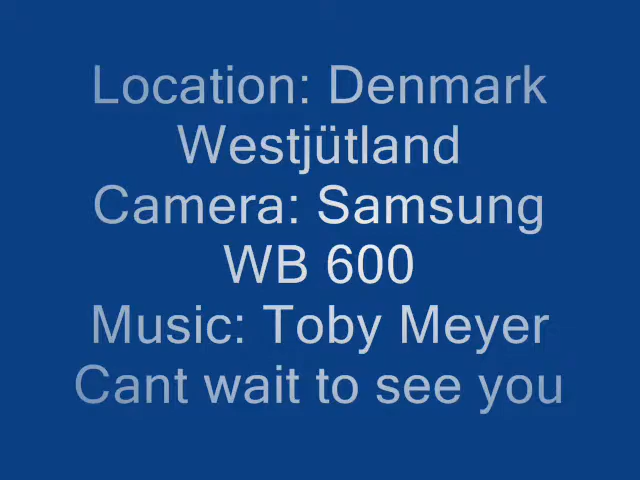 Location: Denmark
Westjütland
Camera: Samsung
WB 600
Music: Toby Meyer
Cant wait to see you